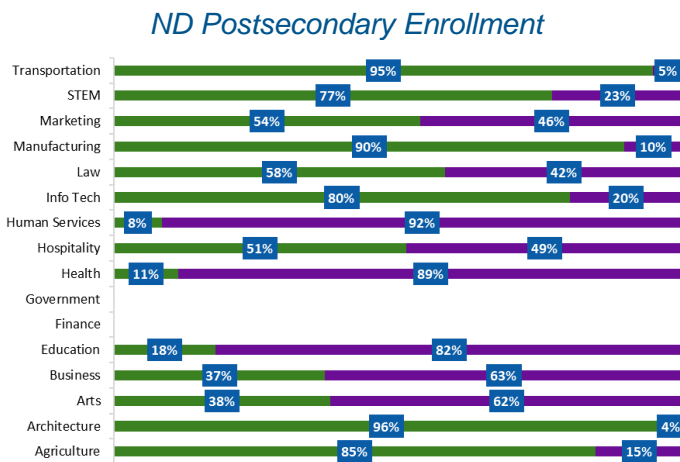 ND Postsecondary Enrollment
Transportation 95% 5%
STEM 77% 23%
Marketing 54% 46%
Manufacturing 90% 10%
Law 58% 42%
Info Tech 80% 20%
Human Services 8% 92%
Hospitality 51% 49%
Health 11% 89%
Government
Finance
Education 18% 82%
Business 37% 63%
Arts 38% 62%
Architecture 96% 4%
Agriculture 85% 15%